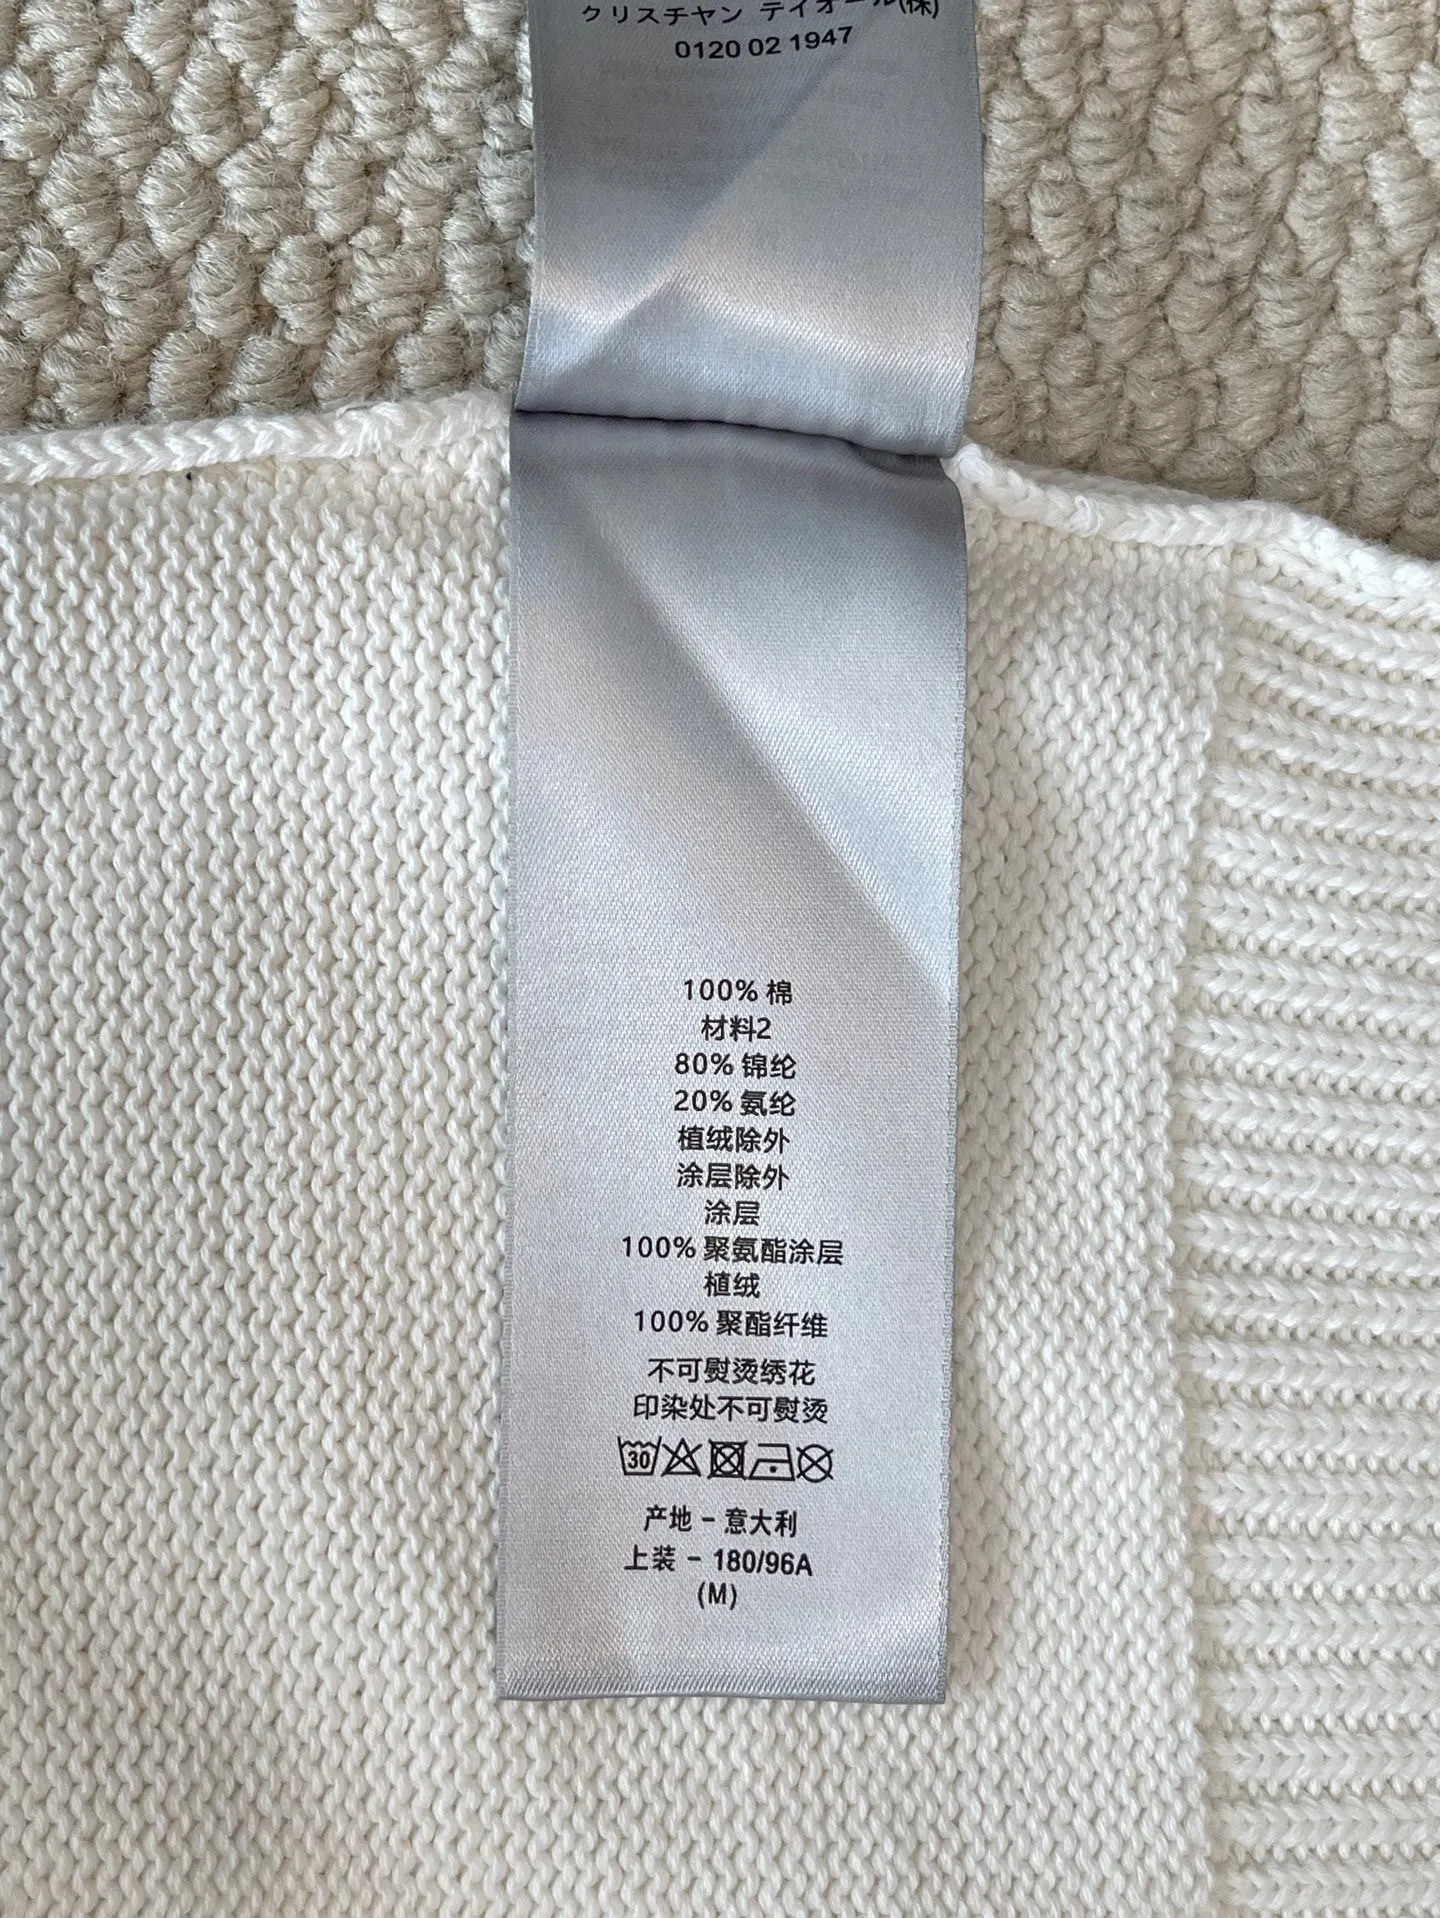 クリスチャン ディオール(株)
0120 02 1947
100% 棉
材料2
80% 锦纶
20% 氨纶
植绒除外
涂层除外
涂层
100% 聚氨酯涂层
植绒
100% 聚酯纤维
不可熨烫绣花
印染处不可熨烫
30
产地 - 意大利
上装 - 180/96A
(M)